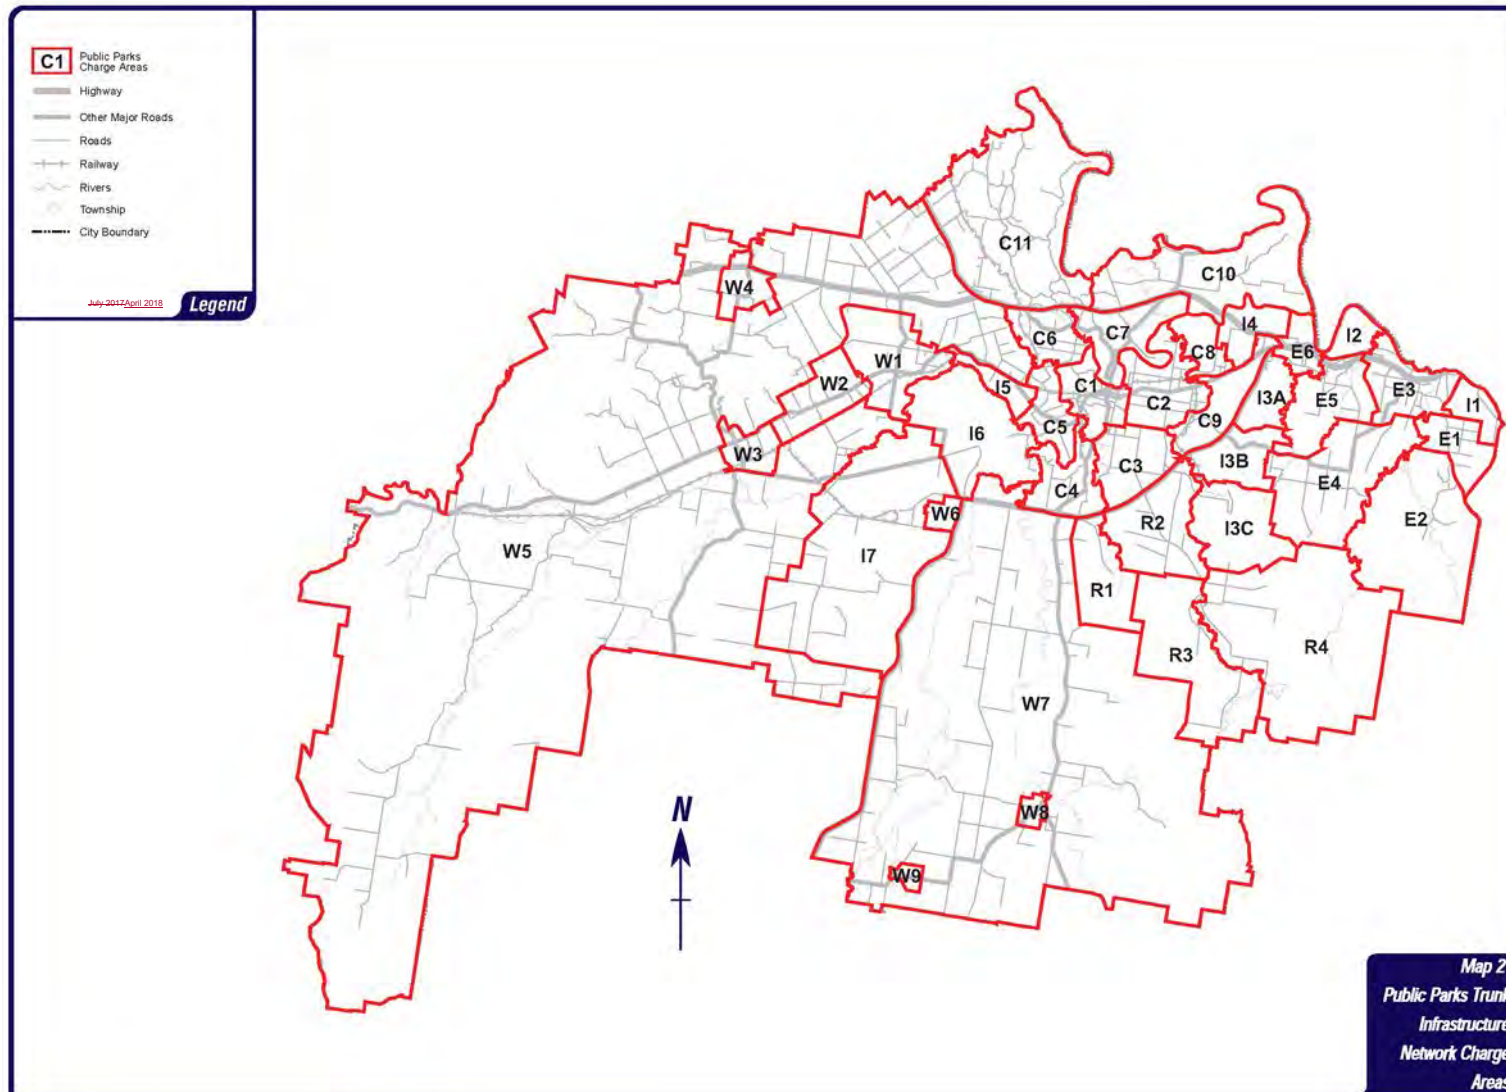 C1 Public Parks
Charge Areas
Highway
Other Major Roads
Roads
Railway
Rivers
Township
City Boundary
July 2017April 2018
Legend
C11
C10
W4
C7
I4
I2
C6
C8
E6
W1
W2
I5
C1
C2
I3A
E5
E3
I1
C9
C5
I6
E1
W3
C3
I3B
C4
E4
W6
R2
I3C
E2
W5
I7
R1
R3
R4
W7
W8
W9
N
Map 2
Public Parks Trunk
Infrastructure
Network Charge
Areas